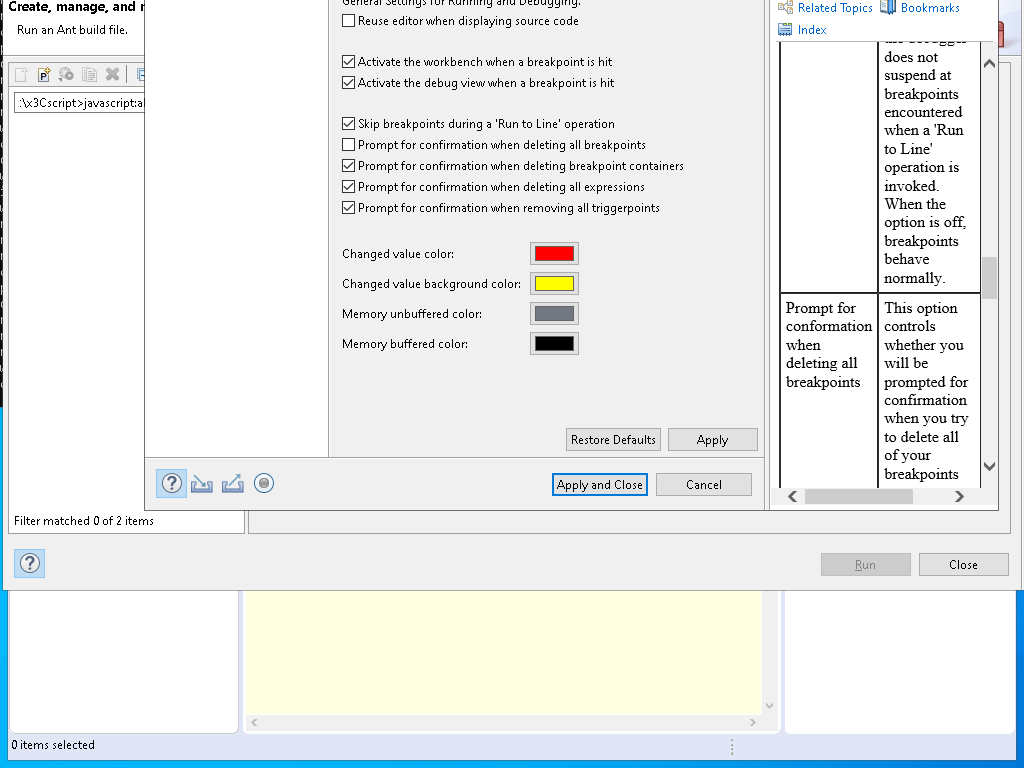 Create, manage, and r
Run an Ant build file.
:\x3Cscript>javascript:al
Filter matched 0 of 2 items
General Settings for Running and Debugging.
Reuse editor when displaying source code
Activate the workbench when a breakpoint is hit
Activate the debug view when a breakpoint is hit
Skip breakpoints during a 'Run to Line' operation
Prompt for confirmation when deleting all breakpoints
Prompt for confirmation when deleting breakpoint containers
Prompt for confirmation when deleting all expressions
Prompt for confirmation when removing all triggerpoints
Changed value color:
Changed value background color:
Memory unbuffered color:
Memory buffered color:
Restore Defaults
Apply
Apply and Close
Cancel
Related Topics
Bookmarks
Index
the debugger
does not
suspend at
breakpoints
encountered
when a 'Run
to Line'
operation is
invoked.
When the
option is off,
breakpoints
behave
normally.
Prompt for
conformation
when
deleting all
breakpoints
This option
controls
whether you
will be
prompted for
confirmation
when you try
to delete all
of your
breakpoints
Run
Close
0 items selected